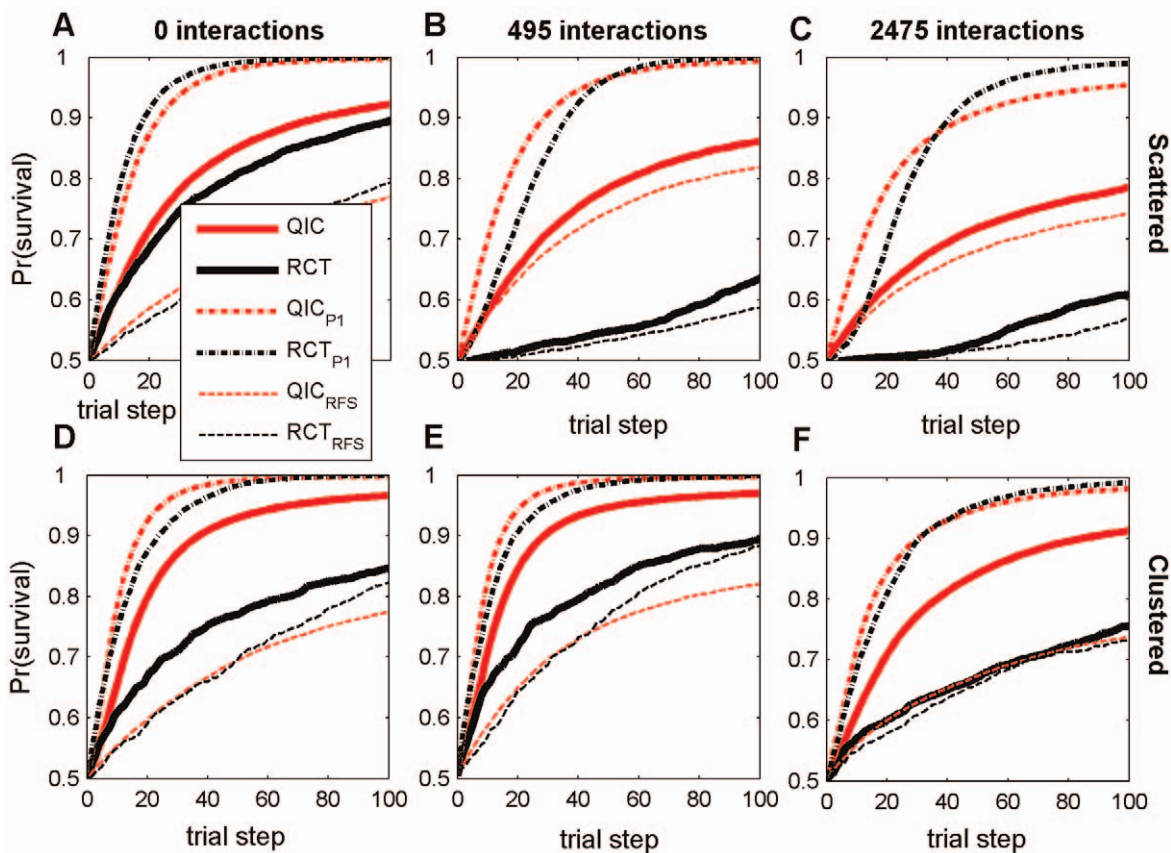 A 0 interactions
B 495 interactions
C 2475 interactions
Pr(survival)
1
0.9
0.8
0.7
0.6
0.5
0 20
trial step
1
0.9
0.8
0.7
0.6
0.5
0 20 40 60 80 100
trial step
1
0.9
0.8
0.7
0.6
0.5
0 20 40 60 80 100
trial step
Scattered
QIC
RCT
QIC_P1
RCT_P1
QIC_RFS
RCT_RFS
D
Pr(survival)
1
0.9
0.8
0.7
0.6
0.5
0 20 40 60 80 100
trial step
E
1
0.9
0.8
0.7
0.6
0.5
0 20 40 60 80 100
trial step
F
1
0.9
0.8
0.7
0.6
0.5
0 20 40 60 80 100
trial step
Clustered